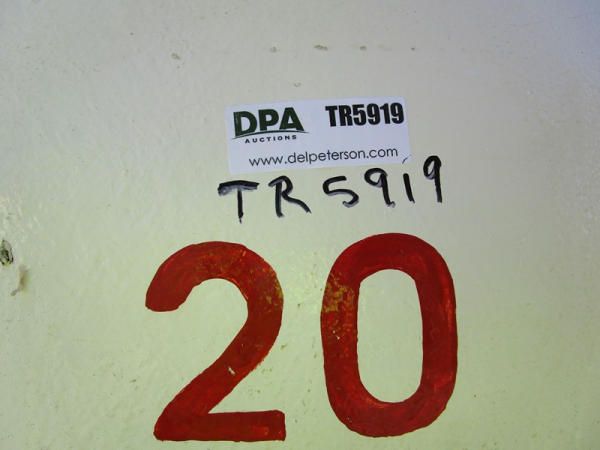 DPA TR5919
AUCTIONS
www.delpeterson.com
TR5919
20